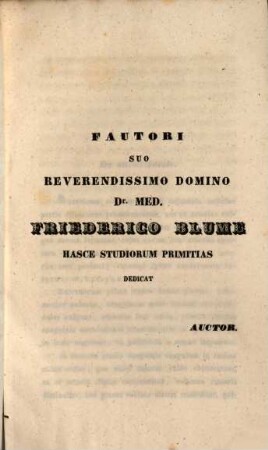 FAUTORI
SUO
REVERENDISSIMO DOMINO
Dr. MED.
FRIEDERICO BLUME
HASCE STUDIORUM PRIMITIAS
DEDICAT
AUCTOR.